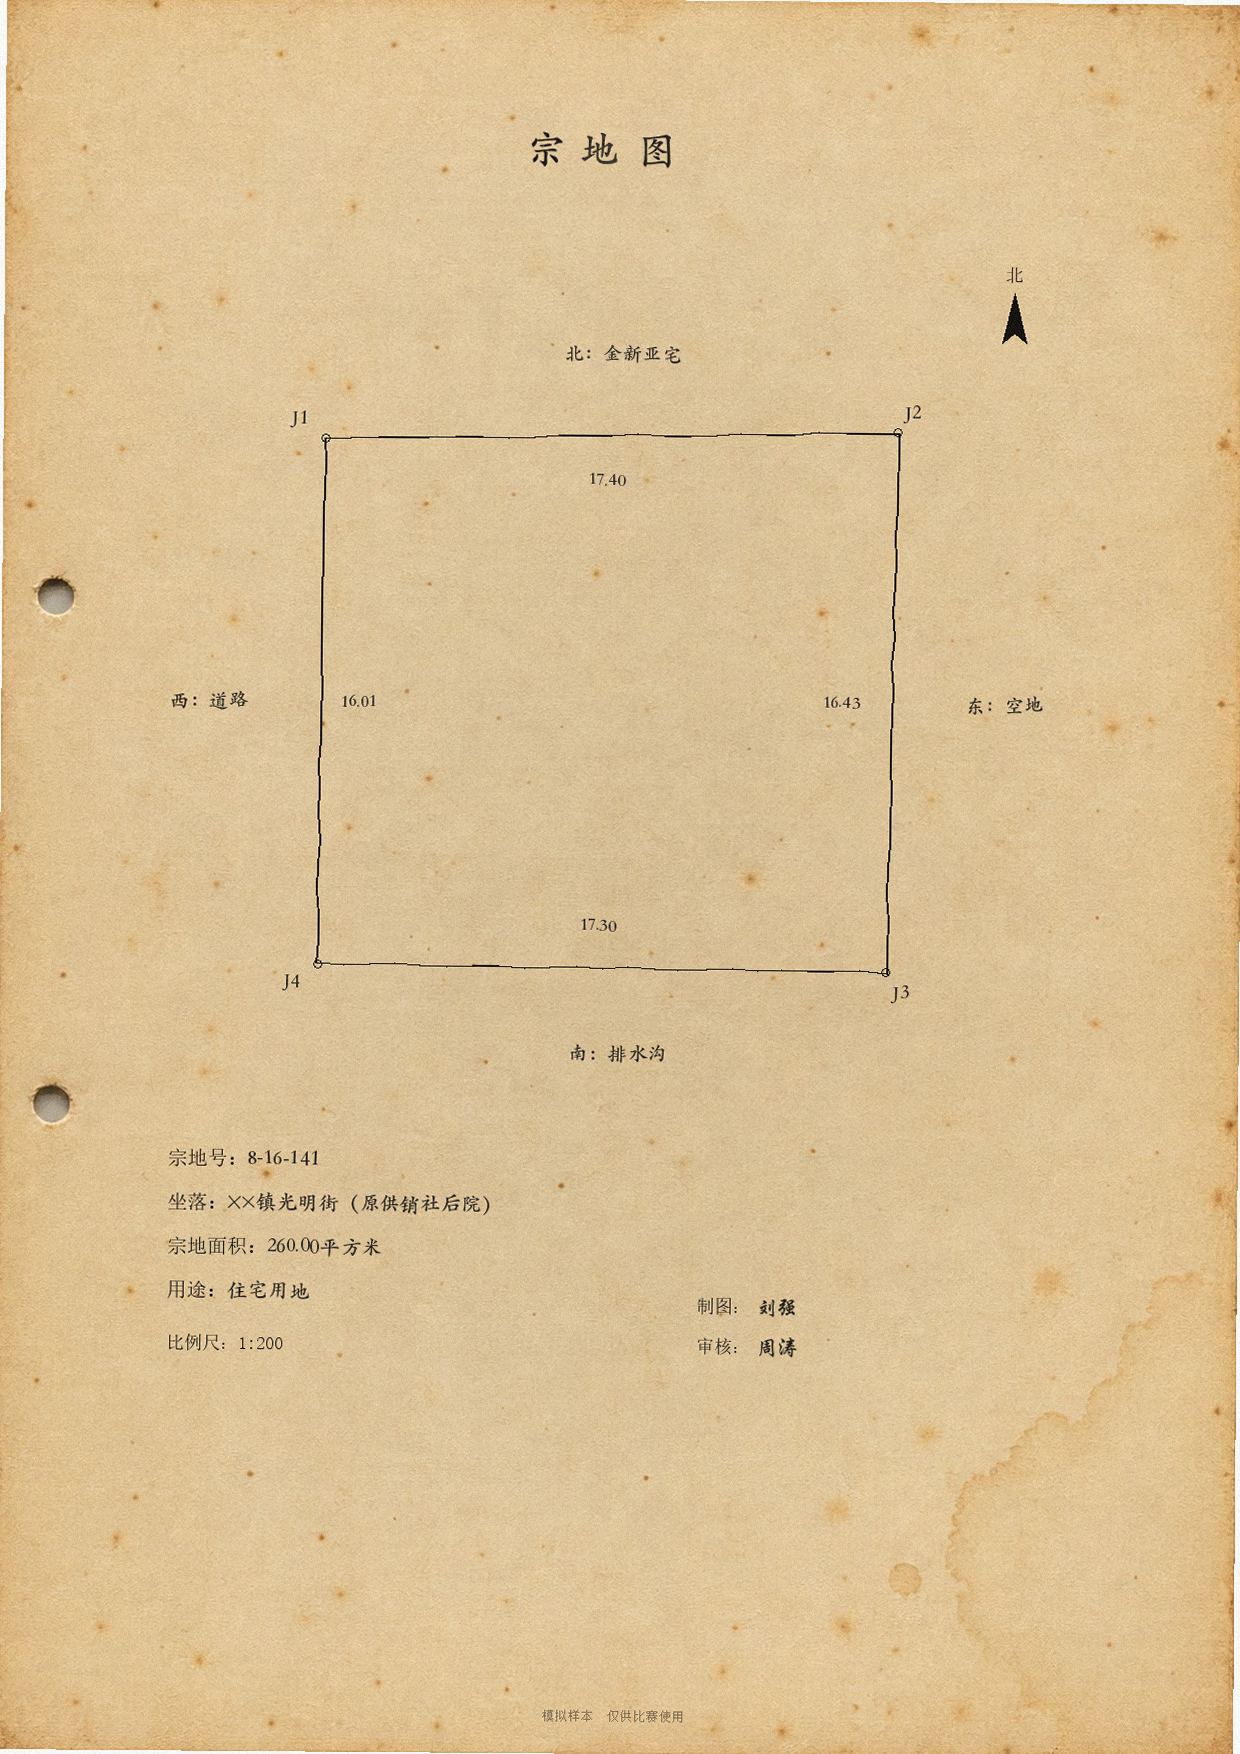 宗地图
北
北：金新亚宅
J1
J2
17.40
西：道路
16.01
16.43
东：空地
17.30
J4
J3
南：排水沟
宗地号：8-16-141
坐落：××镇光明街（原供销社后院）
宗地面积：260.00平方米
用途：住宅用地
制图：刘强
比例尺：1:200
审核：周涛
模拟样本 仅供比赛使用